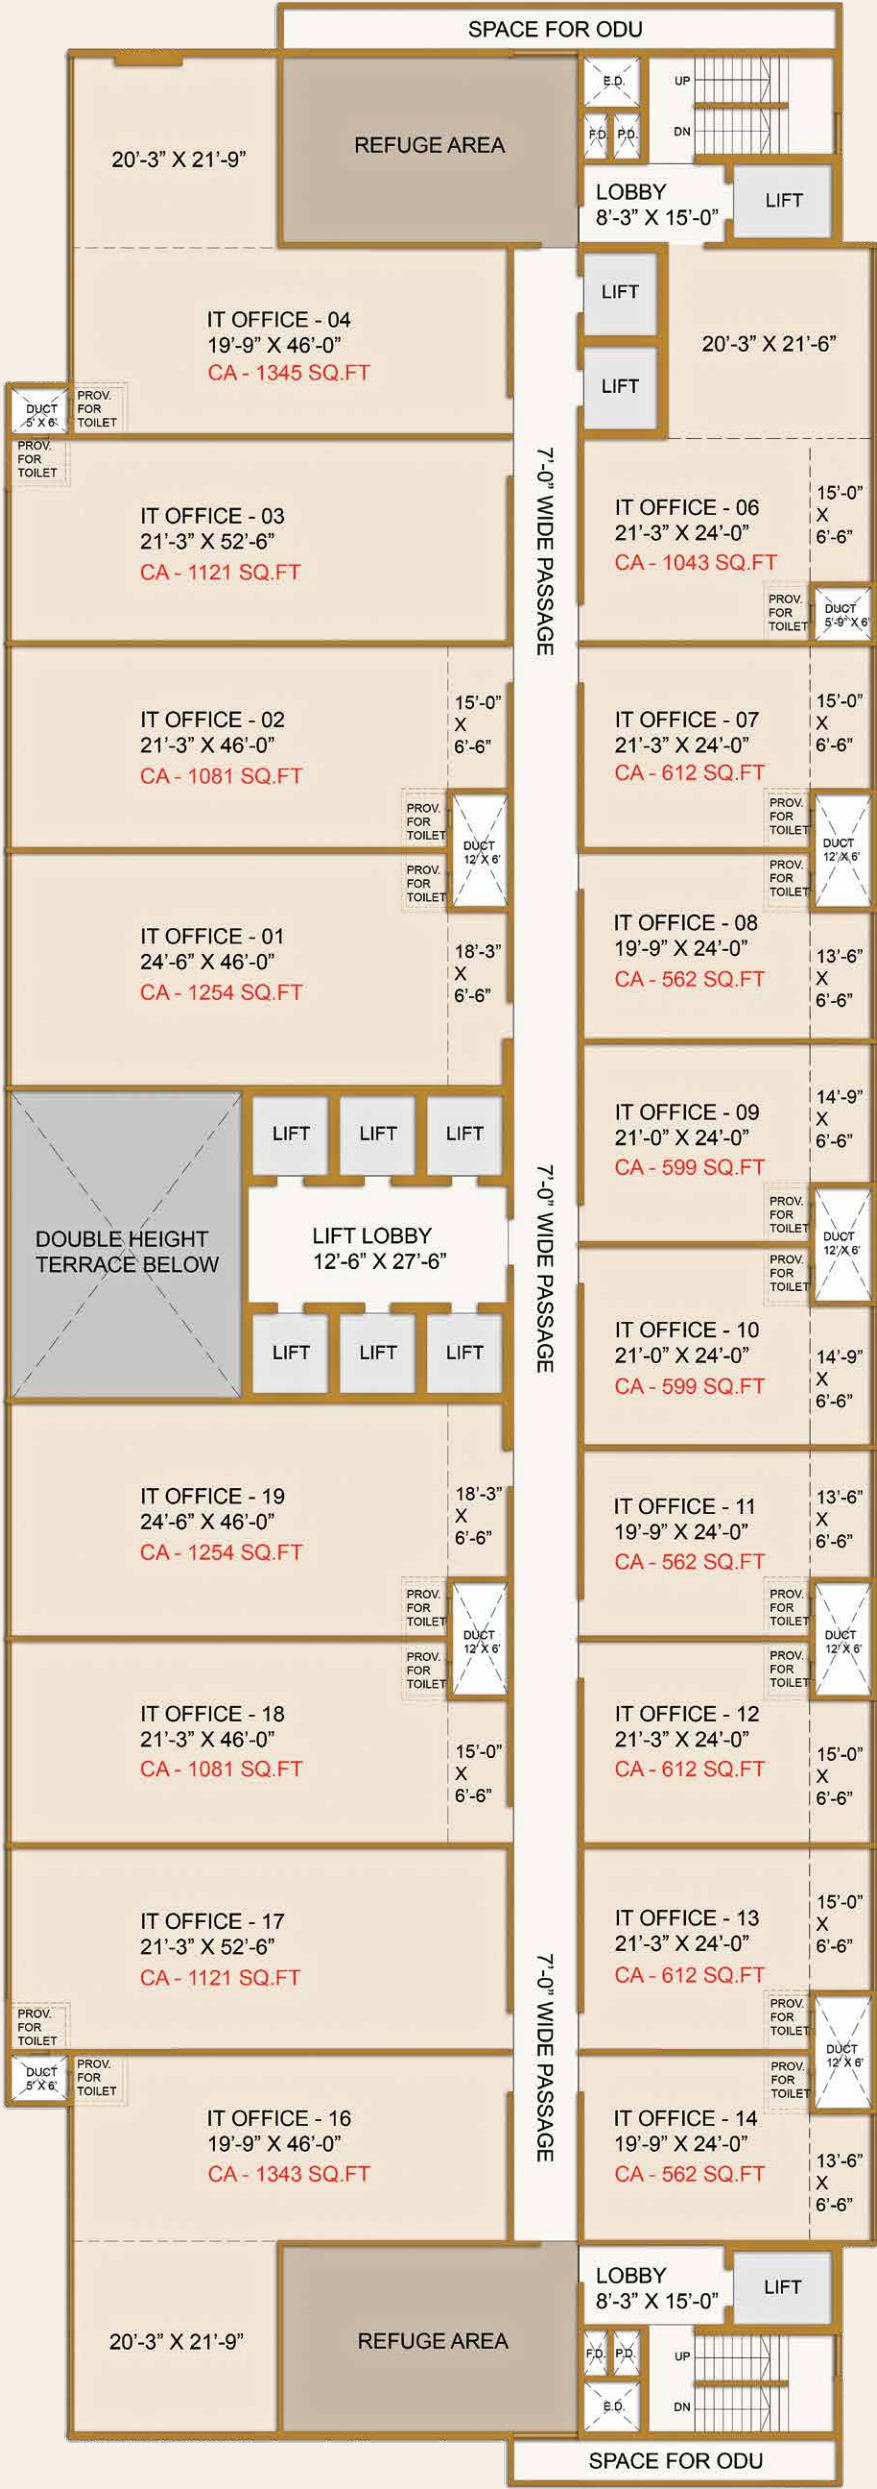 SPACE FOR ODU
20'-3" X 21'-9"
REFUGE AREA
E.D.
F.D.
P.D.
UP
DN
LOBBY
8'-3" X 15'-0"
LIFT
IT OFFICE - 04
19'-9" X 46'-0"
CA - 1345 SQ.FT
LIFT
LIFT
20'-3" X 21'-6"
DUCT
5' X 6'
PROV.
FOR
TOILET
PROV.
FOR
TOILET
IT OFFICE - 03
21'-3" X 52'-6"
CA - 1121 SQ.FT
7'-0" WIDE PASSAGE
IT OFFICE - 06
21'-3" X 24'-0"
CA - 1043 SQ.FT
15'-0"
X
6'-6"
PROV.
FOR
TOILET
DUCT
5'-9" X 6'
IT OFFICE - 02
21'-3" X 46'-0"
CA - 1081 SQ.FT
15'-0"
X
6'-6"
PROV.
FOR
TOILET
DUCT
12' X 6'
IT OFFICE - 07
21'-3" X 24'-0"
CA - 612 SQ.FT
15'-0"
X
6'-6"
PROV.
FOR
TOILET
DUCT
12' X 6'
PROV.
FOR
TOILET
IT OFFICE - 01
24'-6" X 46'-0"
CA - 1254 SQ.FT
18'-3"
X
6'-6"
PROV.
FOR
TOILET
IT OFFICE - 08
19'-9" X 24'-0"
CA - 562 SQ.FT
13'-6"
X
6'-6"
DOUBLE HEIGHT
TERRACE BELOW
LIFT
LIFT
LIFT
LIFT LOBBY
12'-6" X 27'-6"
LIFT
LIFT
LIFT
7'-0" WIDE PASSAGE
IT OFFICE - 09
21'-0" X 24'-0"
CA - 599 SQ.FT
14'-9"
X
6'-6"
PROV.
FOR
TOILET
DUCT
12' X 6'
PROV.
FOR
TOILET
IT OFFICE - 10
21'-0" X 24'-0"
CA - 599 SQ.FT
14'-9"
X
6'-6"
IT OFFICE - 19
24'-6" X 46'-0"
CA - 1254 SQ.FT
18'-3"
X
6'-6"
PROV.
FOR
TOILET
DUCT
12' X 6'
IT OFFICE - 11
19'-9" X 24'-0"
CA - 562 SQ.FT
13'-6"
X
6'-6"
PROV.
FOR
TOILET
DUCT
12' X 6'
PROV.
FOR
TOILET
IT OFFICE - 18
21'-3" X 46'-0"
CA - 1081 SQ.FT
15'-0"
X
6'-6"
PROV.
FOR
TOILET
IT OFFICE - 12
21'-3" X 24'-0"
CA - 612 SQ.FT
15'-0"
X
6'-6"
IT OFFICE - 17
21'-3" X 52'-6"
CA - 1121 SQ.FT
PROV.
FOR
TOILET
7'-0" WIDE PASSAGE
IT OFFICE - 13
21'-3" X 24'-0"
CA - 612 SQ.FT
15'-0"
X
6'-6"
PROV.
FOR
TOILET
DUCT
12' X 6'
DUCT
5' X 6'
PROV.
FOR
TOILET
IT OFFICE - 16
19'-9" X 46'-0"
CA - 1343 SQ.FT
PROV.
FOR
TOILET
IT OFFICE - 14
19'-9" X 24'-0"
CA - 562 SQ.FT
13'-6"
X
6'-6"
20'-3" X 21'-9"
REFUGE AREA
LOBBY
8'-3" X 15'-0"
LIFT
F.D.
P.D.
E.D.
UP
DN
SPACE FOR ODU